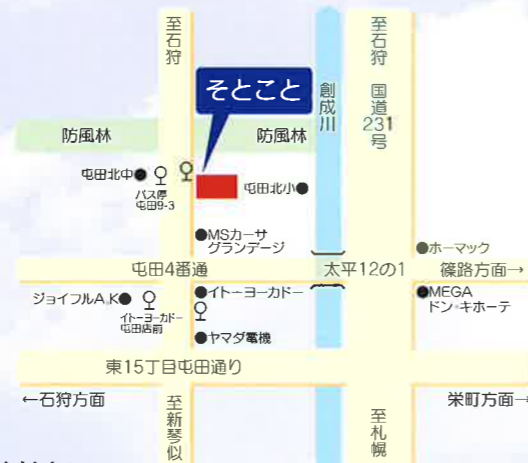 至石狩
至石狩
国道231号
創成川
そとこと
防風林
防風林
屯田北中●
バス停
屯田9-3
屯田北小●
●MSカーサ
グランデージ
●ホーマック
屯田4番通
太平12の1
篠路方面→
ジョイフルA.K●
イトーヨーカドー
屯田店前
●イトーヨーカドー
●MEGA
ドン・キホーテ
●ヤマダ電機
東15丁目屯田通り
←石狩方面
栄町方面→
至新琴似
至札幌